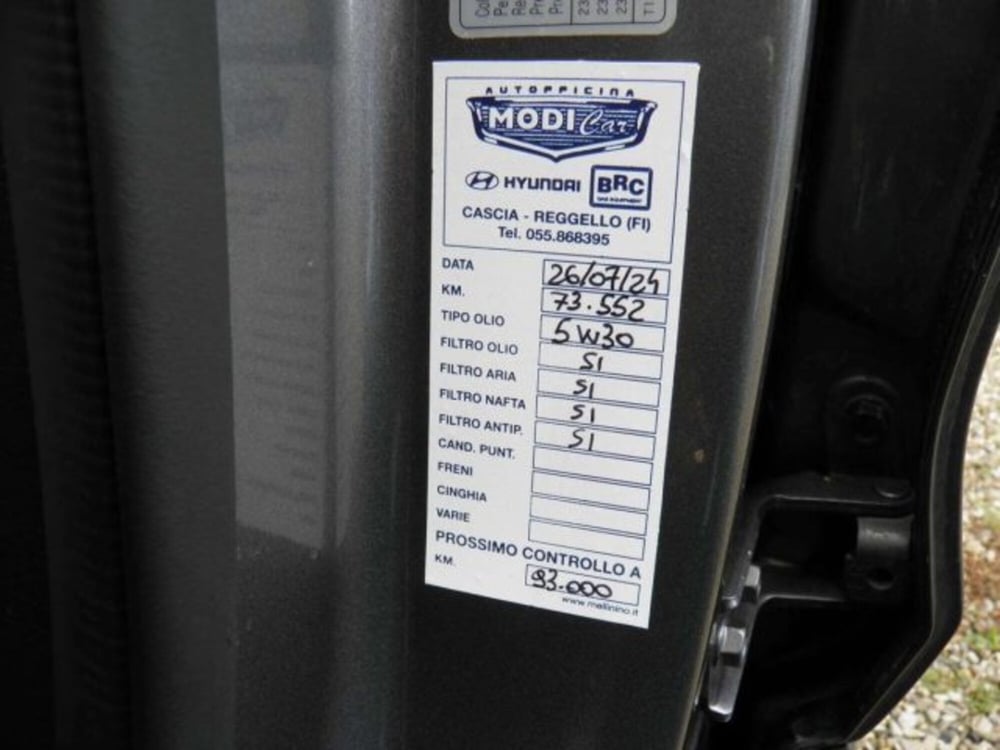 AUTOFFICINA
MODI Car
HYUNDAI BRC
GAS EQUIPMENT
CASCIA - REGGELLO (FI)
Tel. 055.868395
DATA 26/07/24
KM. 73.552
TIPO OLIO 5W30
FILTRO OLIO SI
FILTRO ARIA SI
FILTRO NAFTA SI
FILTRO ANTIP. SI
CAND. PUNT.
FRENI
CINGHIA
VARIE
PROSSIMO CONTROLLO A
KM. 93.000
www.mellinino.it